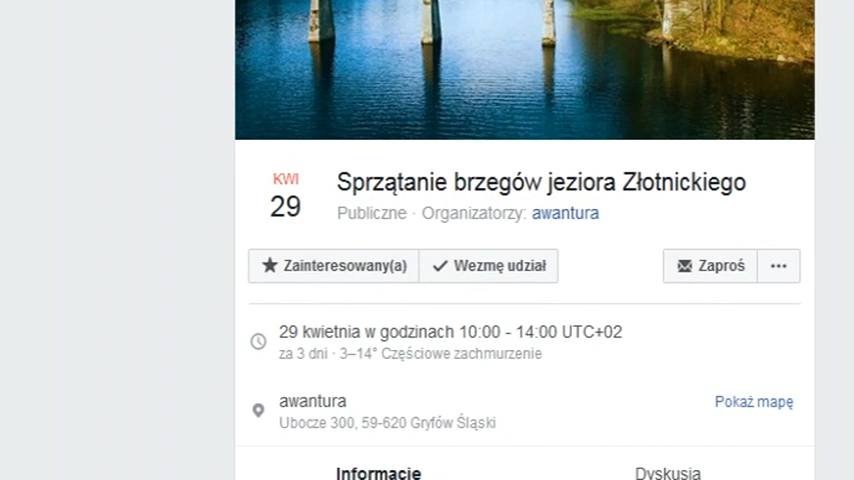 KWI
29
Sprzątanie brzegów jeziora Złotnickiego
Publiczne · Organizatorzy: awantura
Zainteresowany(a)
Wezmę udział
Zaproś
29 kwietnia w godzinach 10:00 - 14:00 UTC+02
za 3 dni · 3–14° Częściowe zachmurzenie
awantura
Pokaż mapę
Ubocze 300, 59-620 Gryfów Śląski
Informacje
Dyskusja